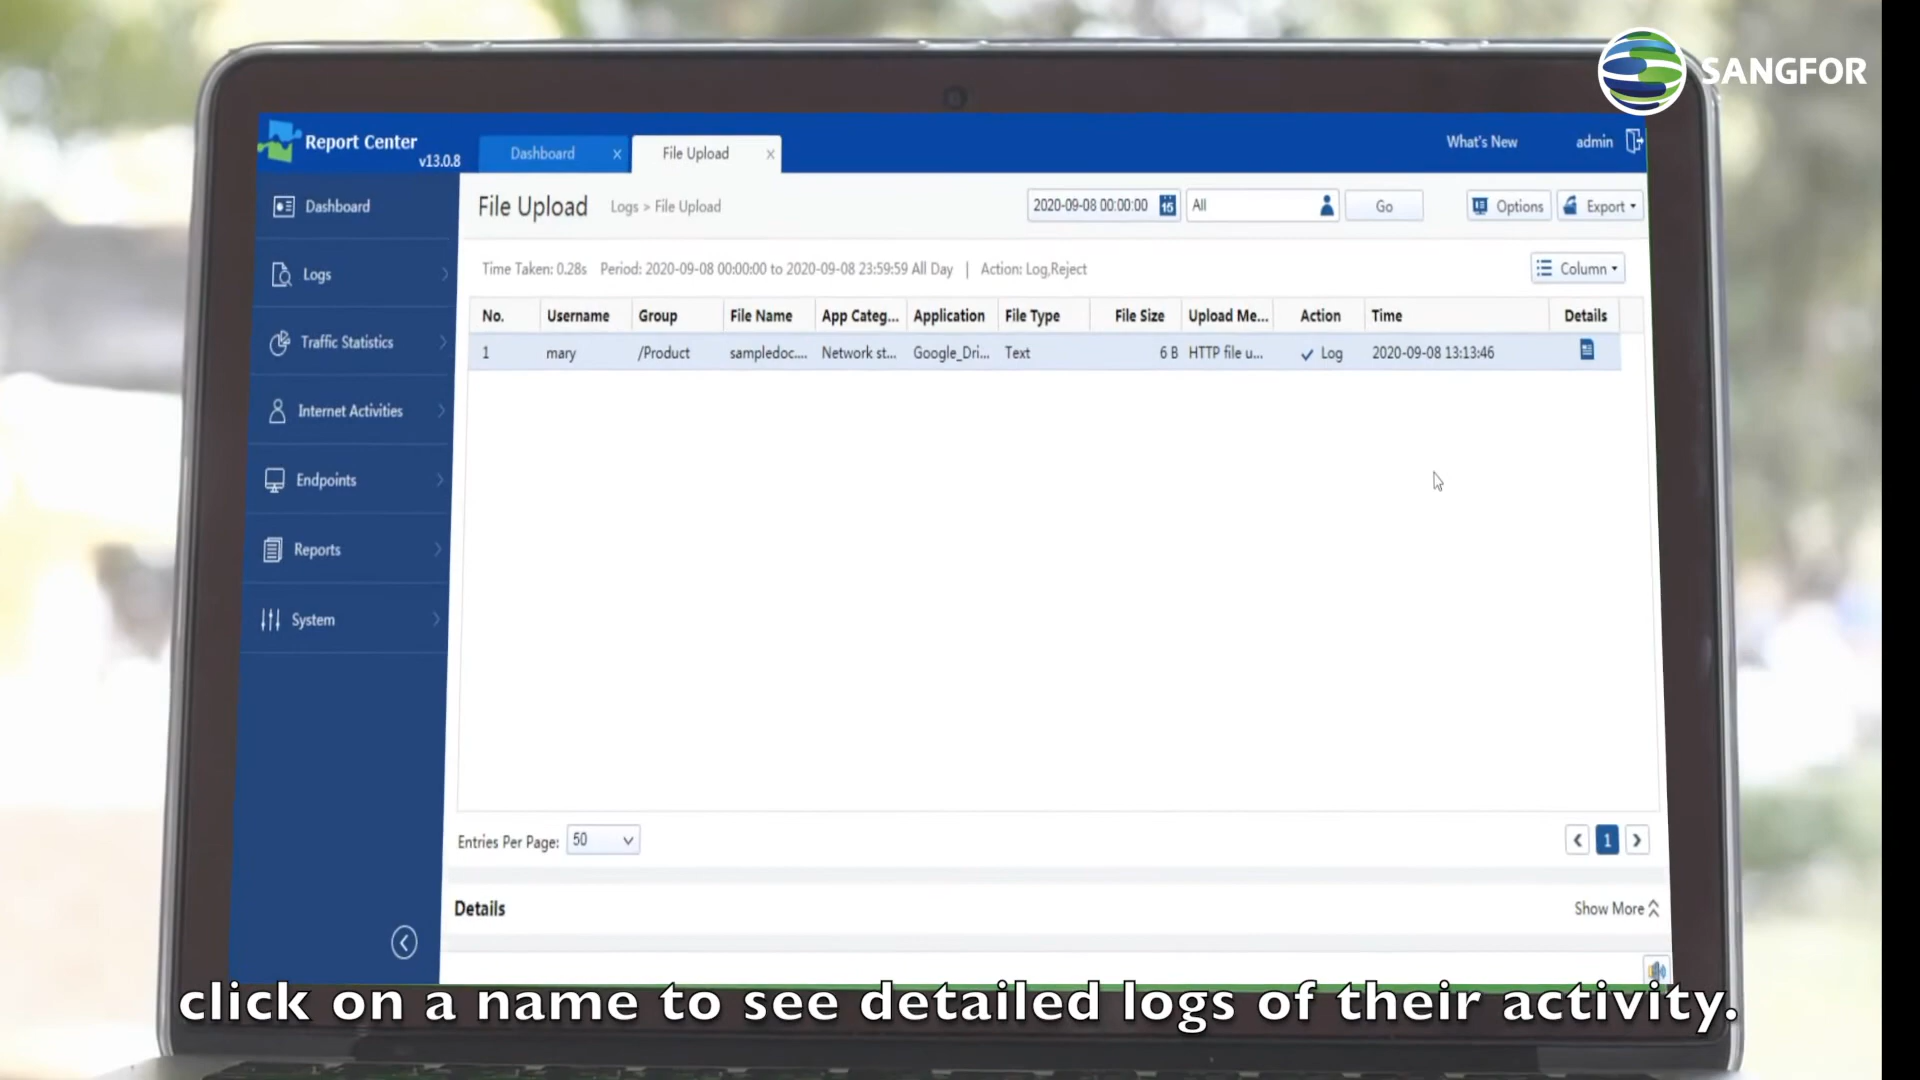 SANGFOR
Report Center
v13.0.8
Dashboard x
File Upload x
What's New
admin
Dashboard
Logs
Traffic Statistics
Internet Activities
Endpoints
Reports
System
File Upload
Logs > File Upload
2020-09-08 00:00:00
15
All
Go
Options
Export
Time Taken: 0.28s Period: 2020-09-08 00:00:00 to 2020-09-08 23:59:59 All Day | Action: Log,Reject
Column
No. Username Group File Name App Categ... Application File Type File Size Upload Me... Action Time Details
1 mary /Product sampledoc.... Network st... Google_Dri... Text 6 B HTTP file u... Log 2020-09-08 13:13:46
Entries Per Page: 50
1
Details
Show More
click on a name to see detailed logs of their activity.